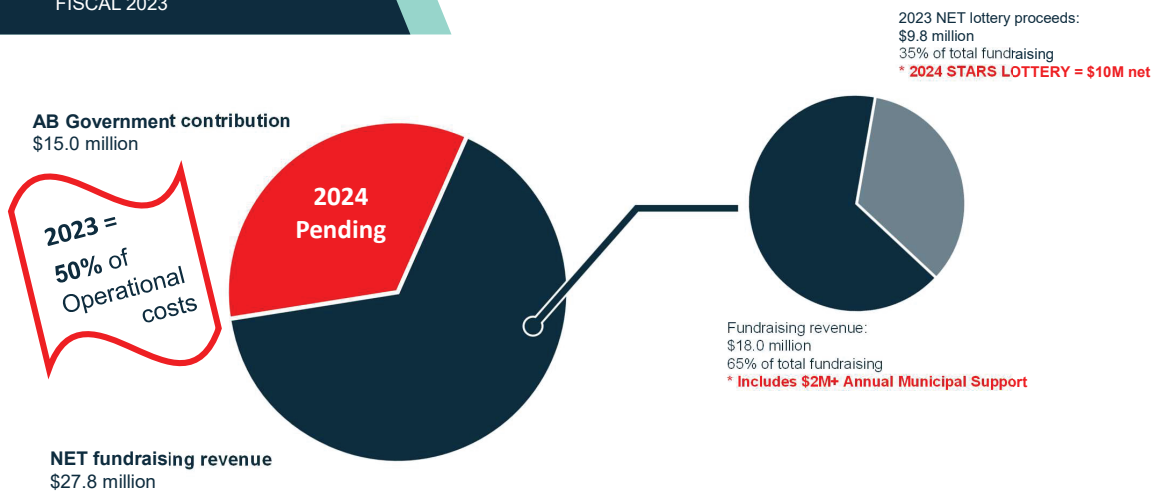 FISCAL 2023
2023 NET lottery proceeds:
$9.8 million
35% of total fundraising
* 2024 STARS LOTTERY = $10M net
AB Government contribution
$15.0 million
2024
Pending
2023 =
50% of
Operational
costs
Fundraising revenue:
$18.0 million
65% of total fundraising
* Includes $2M+ Annual Municipal Support
NET fundraising revenue
$27.8 million